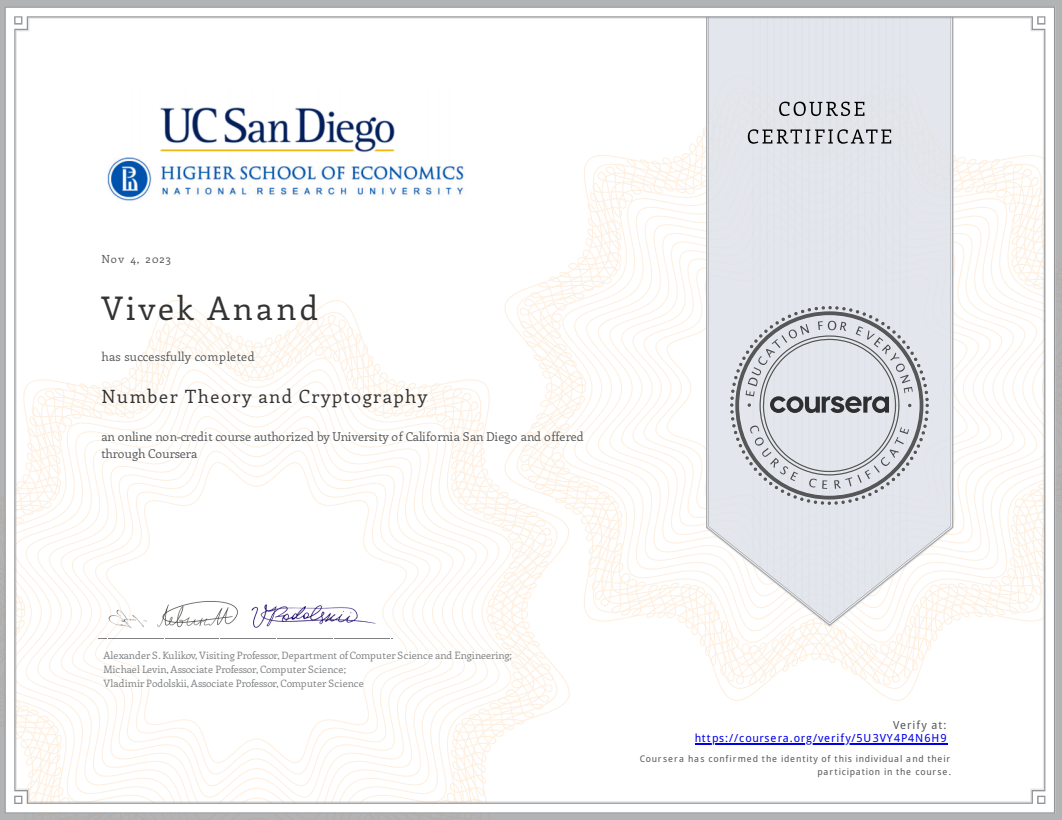 UC San Diego
HIGHER SCHOOL OF ECONOMICS
NATIONAL RESEARCH UNIVERSITY
COURSE
CERTIFICATE
Nov 4, 2023
Vivek Anand
has successfully completed
Number Theory and Cryptography
an online non-credit course authorized by University of California San Diego and offered
through Coursera
EDUCATION FOR EVERYONE
coursera
COURSE CERTIFICATE
VPodolskii
Alexander S. Kulikov, Visiting Professor, Department of Computer Science and Engineering;
Michael Levin, Associate Professor, Computer Science;
Vladimir Podolskii, Associate Professor, Computer Science
Verify at:
https://coursera.org/verify/5U3VY4P4N6H9
Coursera has confirmed the identity of this individual and their
participation in the course.